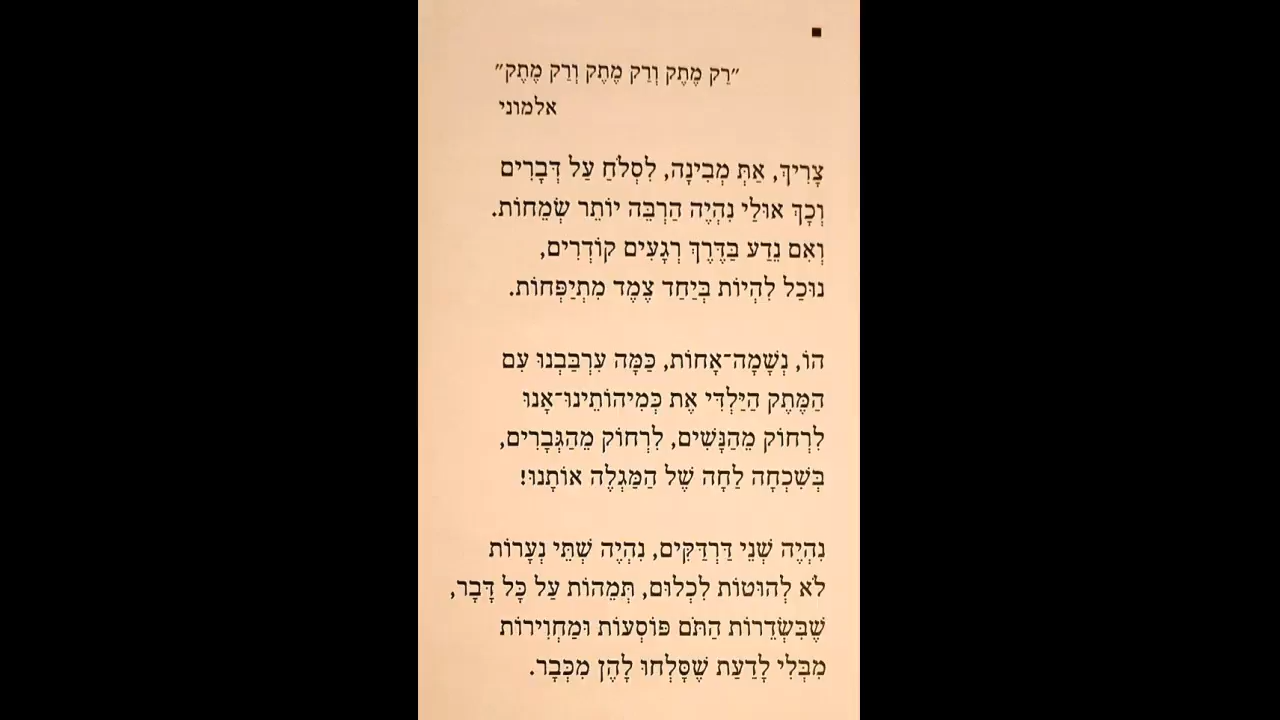 "רַק מֶתֶק וְרַק מֶתֶק וְרַק מֶתֶק"
אלמוני
צָרִיךְ, אַתְּ מְבִינָה, לִסְלֹחַ עַל דְּבָרִים
וְכָךְ אוּלַי נִהְיֶה הַרְבֵּה יוֹתֵר שְׂמֵחוֹת.
וְאִם נֵדַע בַּדֶּרֶךְ רְגָעִים קוֹדְרִים,
נוּכַל לִהְיוֹת בְּיַחַד צֶמֶד מִתְיַפְּחוֹת.
הוֹ, נְשָׁמָה־אָחוֹת, כַּמָּה עִרְבַּבְנוּ עִם
הַמֶּתֶק הַיַּלְדִּי אֶת כְּמִיהוֹתֵינוּ־אָנוּ
לִרְחוֹק מֵהַנָּשִׁים, לִרְחוֹק מֵהַגְּבָרִים,
בְּשִׁכְחָה לַחָה שֶׁל הַמַּגְלֶה אוֹתָנוּ!
נִהְיֶה שְׁנֵי דַּרְדַּקִּים, נִהְיֶה שְׁתֵּי נְעָרוֹת
לֹא לְהוּטוֹת לִכְלוּם, תְּמֵהוֹת עַל כָּל דָּבָר,
שֶׁבִּשְׂדֵרוֹת הַתֹּם פּוֹסְעוֹת וּמַחְוִירוֹת
מִבְּלִי לָדַעַת שֶׁסָּלְחוּ לָהֶן מִכְּבָר.